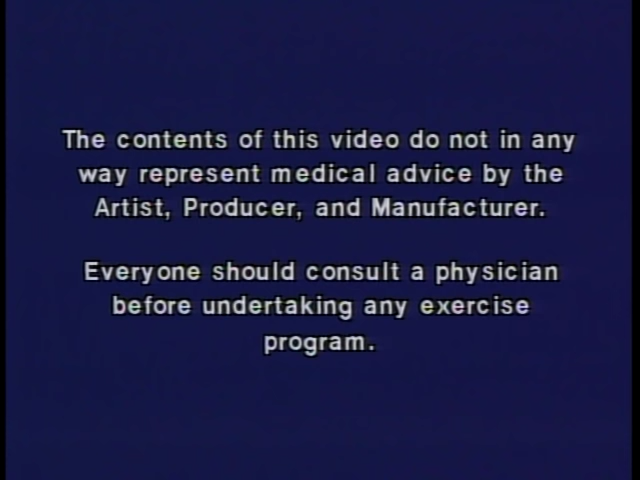 The contents of this video do not in any
way represent medical advice by the
Artist, Producer, and Manufacturer.
Everyone should consult a physician
before undertaking any exercise
program.